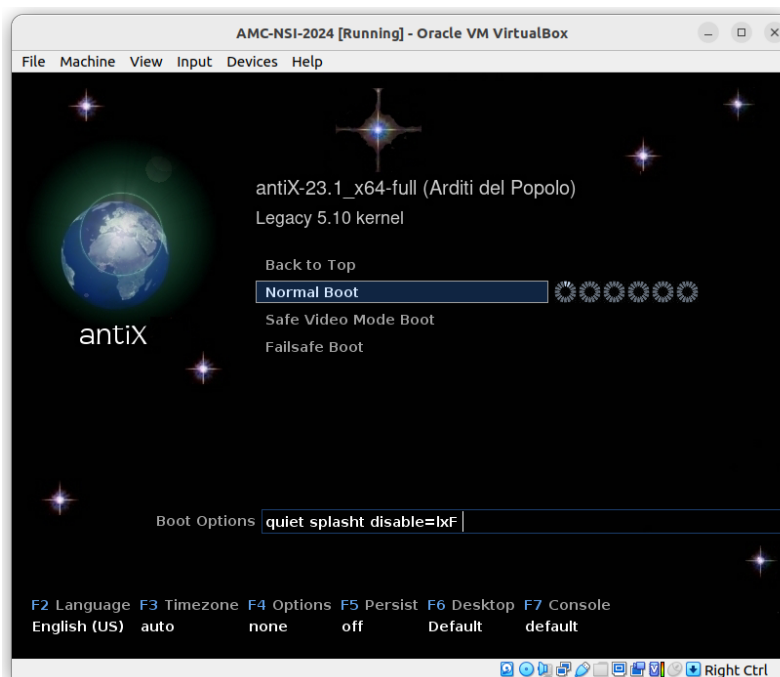 AMC-NSI-2024 [Running] - Oracle VM VirtualBox
File Machine View Input Devices Help
antiX-23.1_x64-full (Arditi del Popolo)
Legacy 5.10 kernel
Back to Top
Normal Boot
Safe Video Mode Boot
Failsafe Boot
antiX
Boot Options quiet splasht disable=lxF
F2 Language F3 Timezone F4 Options F5 Persist F6 Desktop F7 Console
English (US) auto none off Default default
Right Ctrl